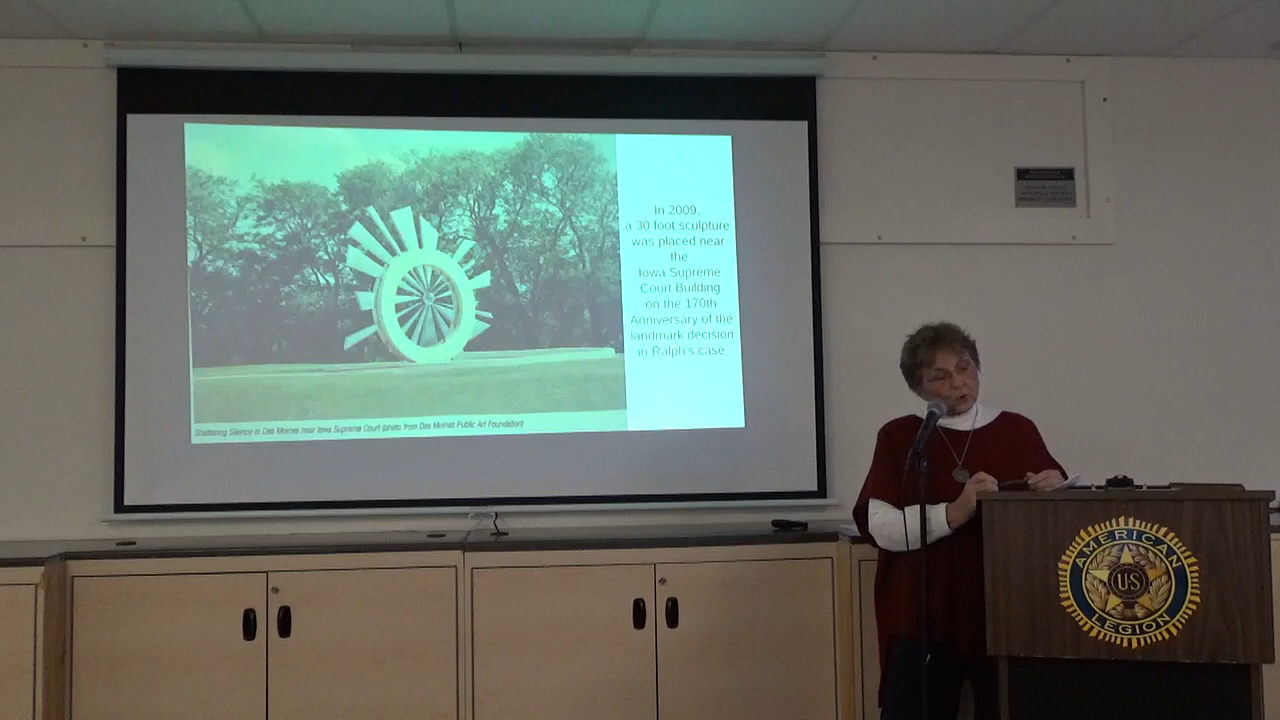 In 2009,
a 30 foot sculpture
was placed near
the
Iowa Supreme
Court Building
on the 170th
Anniversary of the
landmark decision
in Ralph's case
Shattering Silence in Des Moines near Iowa Supreme Court (photo from Des Moines Public Art Foundation)
AMERICAN
US
LEGION